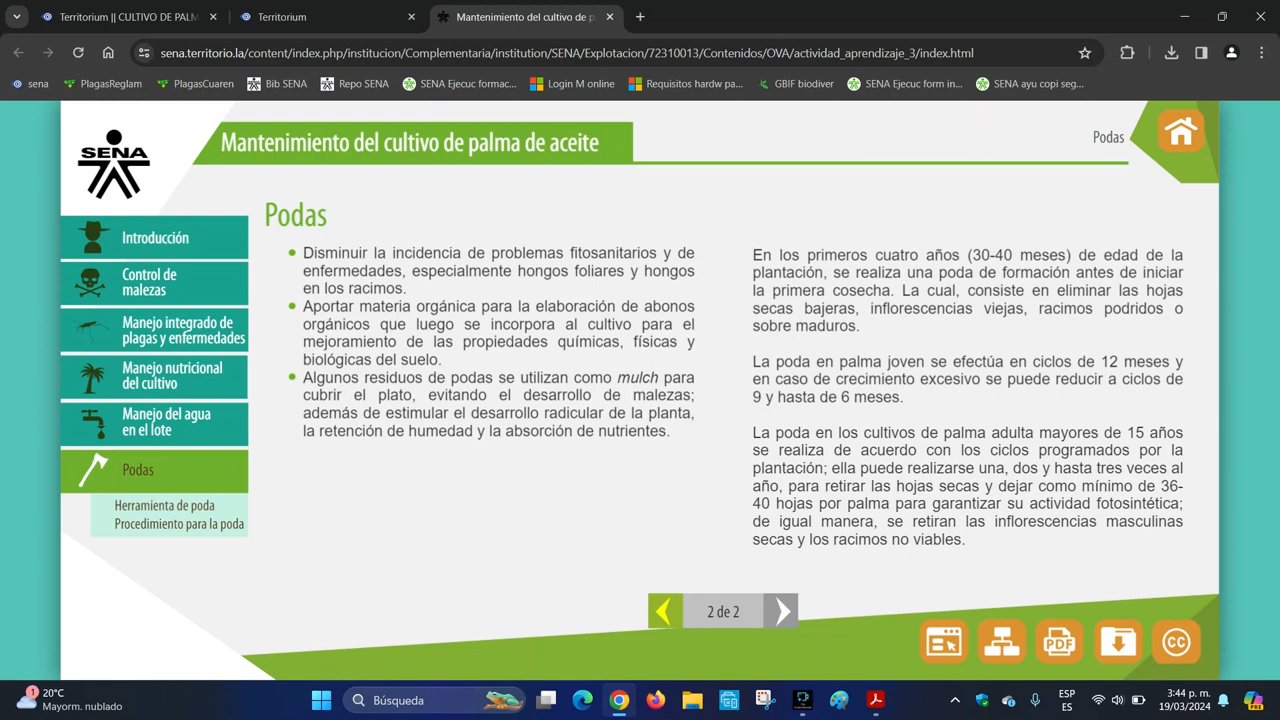 Territorium || CULTIVO DE PALM
Territorium
Mantenimiento del cultivo de p
sena.territorio.la/content/index.php/institucion/Complementaria/institution/SENA/Explotacion/72310013/Contenidos/OVA/actividad_aprendizaje_3/index.html
sena
PlagasReglam
PlagasCuaren
Bib SENA
Repo SENA
SENA Ejecuc formac...
Login M online
Requisitos hardw pa...
GBIF biodiver
SENA Ejecuc form in...
SENA ayu copi seg...
SENA
Mantenimiento del cultivo de palma de aceite
Podas
Introducción
Control de
malezas
Manejo integrado de
plagas y enfermedades
Manejo nutricional
del cultivo
Manejo del agua
en el lote
Podas
Herramienta de poda
Procedimiento para la poda
Podas
Disminuir la incidencia de problemas fitosanitarios y de
enfermedades, especialmente hongos foliares y hongos
en los racimos.
Aportar materia orgánica para la elaboración de abonos
orgánicos que luego se incorpora al cultivo para el
mejoramiento de las propiedades químicas, físicas y
biológicas del suelo.
Algunos residuos de podas se utilizan como mulch para
cubrir el plato, evitando el desarrollo de malezas;
además de estimular el desarrollo radicular de la planta,
la retención de humedad y la absorción de nutrientes.
En los primeros cuatro años (30-40 meses) de edad de la
plantación, se realiza una poda de formación antes de iniciar
la primera cosecha. La cual, consiste en eliminar las hojas
secas bajeras, inflorescencias viejas, racimos podridos o
sobre maduros.
La poda en palma joven se efectúa en ciclos de 12 meses y
en caso de crecimiento excesivo se puede reducir a ciclos de
9 y hasta de 6 meses.
La poda en los cultivos de palma adulta mayores de 15 años
se realiza de acuerdo con los ciclos programados por la
plantación; ella puede realizarse una, dos y hasta tres veces al
año, para retirar las hojas secas y dejar como mínimo de 36-
40 hojas por palma para garantizar su actividad fotosintética;
de igual manera, se retiran las inflorescencias masculinas
secas y los racimos no viables.
2 de 2
PDF
CC
1
20°C
Mayorm. nublado
Búsqueda
ESP
ES
3:44 p. m.
19/03/2024
PRE